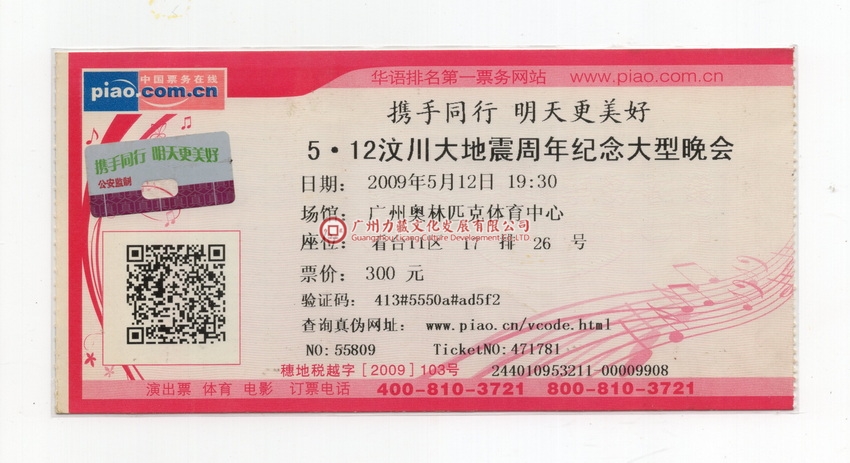 中国票务在线
piao.com.cn
华语排名第一票务网站 www.piao.com.cn
携手同行 明天更美好
5·12汶川大地震周年纪念大型晚会
携手同行 明天更美好
公安监制
日期: 2009年5月12日 19:30
场馆: 广州奥林匹克体育中心
广州力藏文化发展有限公司
Guangzhou Licang Culture Development Co.,LTD.
座位: 看台 区 17 排 26 号
票价: 300 元
验证码: 413#5550a#ad5f2
查询真伪网址: www.piao.cn/vcode.html
NO:55809 TicketNO:471781
穗地税越字[2009]103号 244010953211-00009908
演出票 体育 电影 订票电话 400-810-3721 800-810-3721